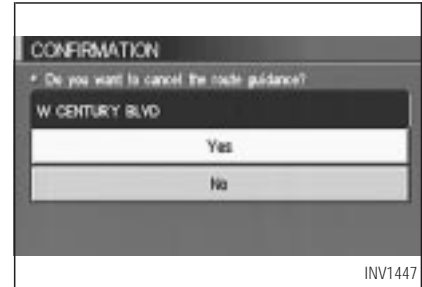 CONFIRMATION
• Do you want to cancel the route guidance?
W CENTURY BLVD
Yes
No
INV1447